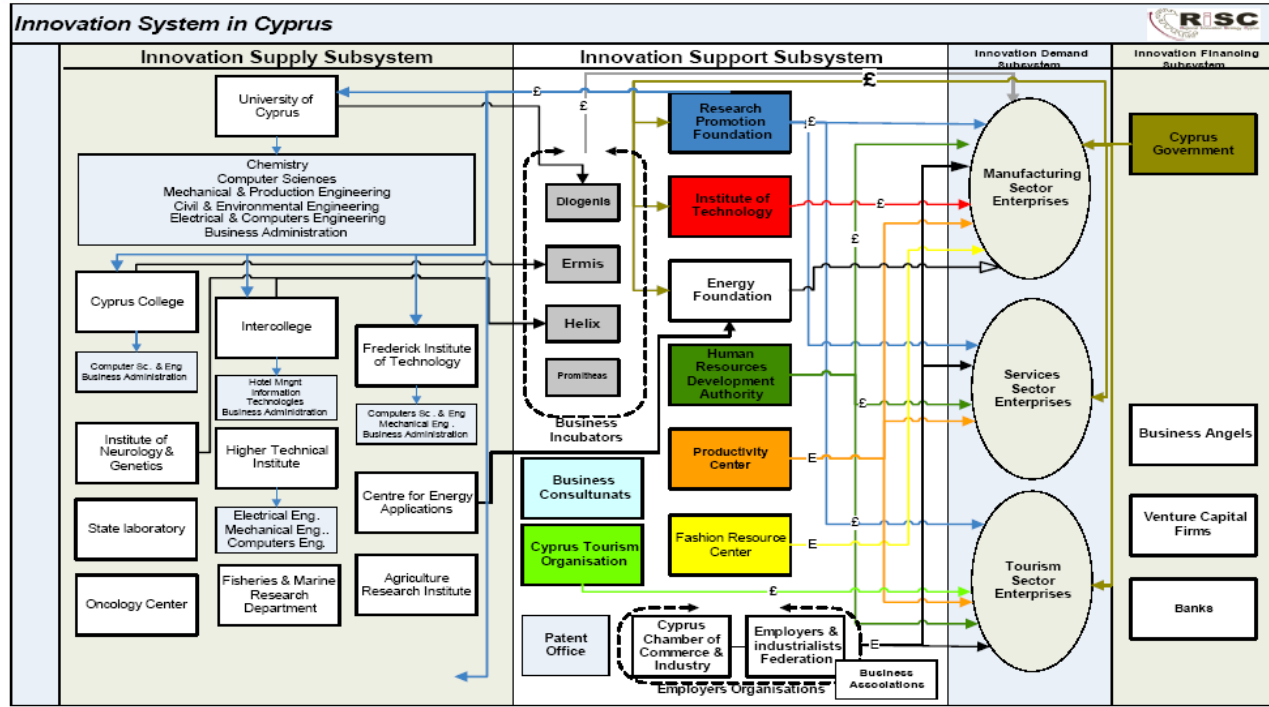 Innovation System in Cyprus
RISC
Innovation Supply Subsystem
Innovation Support Subsystem
Innovation Demand
Subsystem
Innovation Financing
Subsystem
University of
Cyprus
Chemistry
Computer Sciences
Mechanical & Production Engineering
Civil & Environmental Engineering
Electrical & Computers Engineering
Business Administration
Cyprus College
Computer Sc. & Eng
Business Administration
Intercollege
Hotel Mngnt
Information
Technologies
Business Administration
Frederick Institute
of Technology
Computers Sc. & Eng
Mechanical Eng.
Business Administration
Institute of
Neurology &
Genetics
Higher Technical
Institute
Electrical Eng.
Mechanical Eng..
Computers Eng.
Centre for Energy
Applications
State laboratory
Oncology Center
Fisheries & Marine
Research
Department
Agriculture
Research Institute
£
£
£
Diogenis
Ermis
Helix
Promitheas
Business
Incubators
Research
Promotion
Foundation
Institute of
Technology
Energy
Foundation
Human
Resources
Development
Authority
Productivity
Center
Fashion Resource
Center
Business
Consultunats
Cyprus Tourism
Organisation
Patent
Office
Cyprus
Chamber of
Commerce &
Industry
Employers &
industrialists
Federation
Business
Associations
Employers Organisations
£
£
£
£
£
E
£
E
£
E
Manufacturing
Sector
Enterprises
Services
Sector
Enterprises
Tourism
Sector
Enterprises
Cyprus
Government
Business Angels
Venture Capital
Firms
Banks